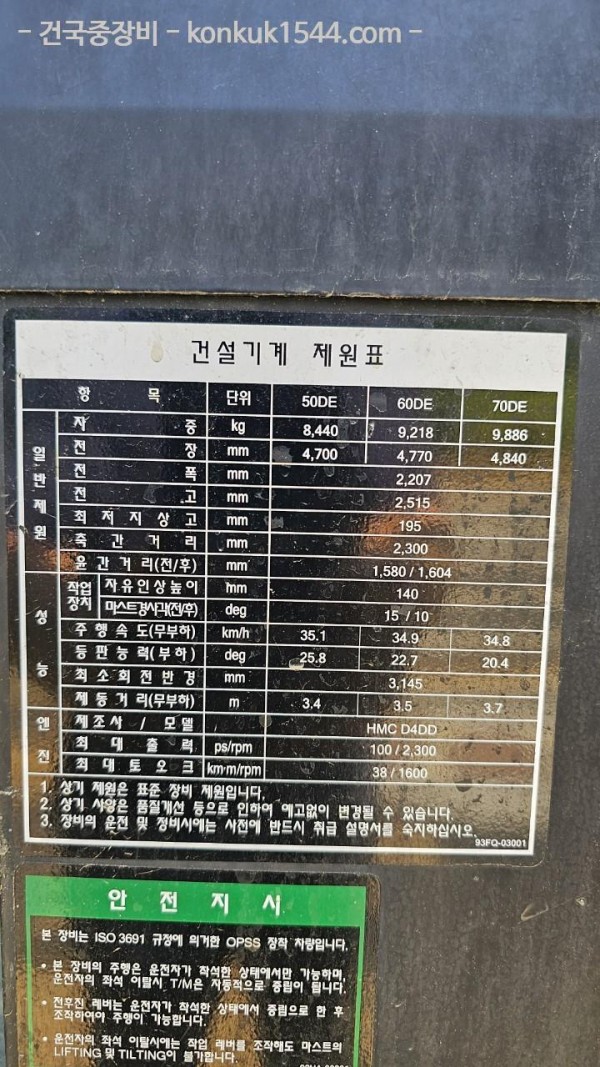 - 건국중장비 - konkuk1544.com -
건설기계 제원표
항 목 단위 50DE 60DE 70DE
일반제원
자 중 kg 8,440 9,218 9,886
전 장 mm 4,700 4,770 4,840
전 폭 mm 2,207
전 고 mm 2,515
최 저 지 상 고 mm 195
축 간 거 리 mm 2,300
윤 간 거 리(전/후) mm 1,580 / 1,604
성능
작업장치 자유인상높이 mm 140
마스트경사각(전/후) deg 15 / 10
주 행 속 도(무부하) km/h 35.1 34.9 34.8
등 판 능 력(부 하) deg 25.8 22.7 20.4
최 소 회 전 반 경 mm 3,145
제 동 거 리(무부하) m 3.4 3.5 3.7
엔진
제 조 사 / 모 델 HMC D4DD
최 대 출 력 ps/rpm 100 / 2,300
최 대 토 오 크 km·m/rpm 38 / 1600
1. 상기 제원은 표준 장비 제원입니다.
2. 상기 사양은 품질개선 등으로 인하여 예고없이 변경될 수 있습니다.
3. 장비의 운전 및 정비시에는 사전에 반드시 취급 설명서를 숙지하십시오.
93FQ-03001
안 전 지 시
본 장비는 ISO 3691 규정에 의거한 OPSS 장착 차량입니다.
• 본 장비의 주행은 운전자가 착석한 상태에서만 가능하며,
운전자의 좌석 이탈시 T/M은 자동적으로 중립이 됩니다.
• 전후진 레버는 운전자가 착석한 상태에서 중립으로 한 후
조작하여야 주행이 가능합니다.
• 운전자의 좌석 이탈시에는 작업 레버를 조작해도 마스트의
LIFTING 및 TILTING이 불가합니다.